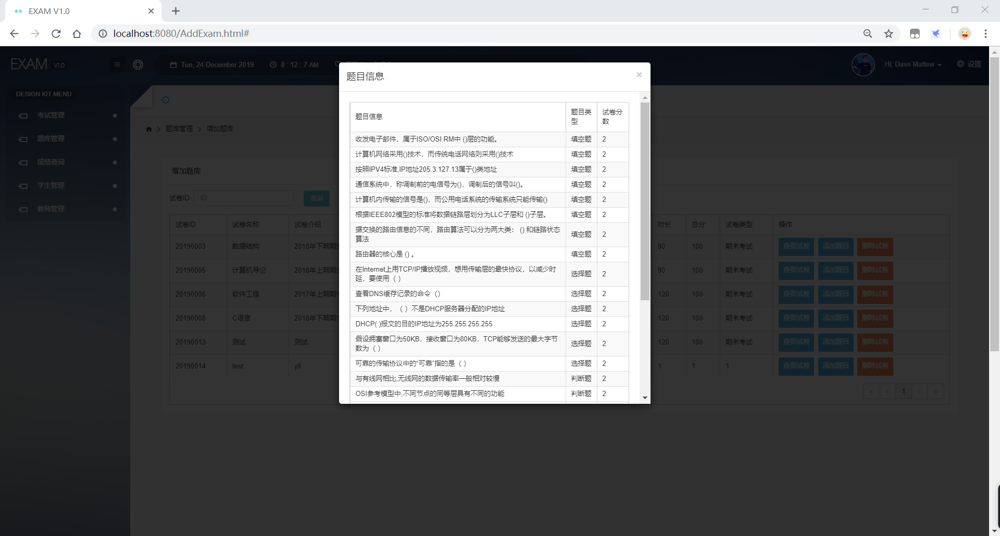 EXAM V1.0
localhost:8080/AddExam.html#
EXAM V1.0
Tue, 24 December 2019
8 : 12 : 7 AM
Hi, Dave Mattew
设置
DESIGN KIT MENU
考试管理
题库管理
成绩查询
学生管理
教师管理
题库管理
增加题库
增加题库
试卷ID:
ID
查询
试卷ID 试卷名称 试卷介绍 时长 总分 试卷类型 操作
20190003 数据结构 2018年下期期 90 100 期末考试 查看试卷 添加题目 删除试卷
20190005 计算机导论 2018年上期期 90 100 期末考试 查看试卷 添加题目 删除试卷
20190006 软件工程 2017年上期期 120 100 期末考试 查看试卷 添加题目 删除试卷
20190008 C语言 2018年下期期 120 100 期末考试 查看试卷 添加题目 删除试卷
20190013 测试 测试 120 100 期末考试 查看试卷 添加题目 删除试卷
20190014 test yll 1 1 1 查看试卷 添加题目 删除试卷
« ‹ 1 › »
题目信息 ×
题目信息 题目类型 试卷分数
收发电子邮件，属于ISO/OSI RM中 ()层的功能。 填空题 2
计算机网络采用()技术，而传统电话网络则采用()技术 填空题 2
按照IPV4标准,IP地址205.3.127.13属于()类地址 填空题 2
通信系统中，称调制前的电信号为()，调制后的信号叫()。 填空题 2
计算机内传输的信号是()，而公用电话系统的传输系统只能传输() 填空题 2
根据IEEE802模型的标准将数据链路层划分为LLC子层和 ()子层。 填空题 2
据交换的路由信息的不同，路由算法可以分为两大类： () 和链路状态
算法 填空题 2
路由器的核心是 () 。 填空题 2
在Internet上用TCP/IP播放视频，想用传输层的最快协议，以减少时
延，要使用（ ） 选择题 2
查看DNS缓存记录的命令（） 选择题 2
下列地址中，（ ）不是DHCP服务器分配的IP地址 选择题 2
DHCP( )报文的目的IP地址为255.255.255.255 选择题 2
假设拥塞窗口为50KB，接收窗口为80KB，TCP能够发送的最大字节
数为（ ） 选择题 2
可靠的传输协议中的“可靠”指的是（ ） 选择题 2
与有线网相比,无线网的数据传输率一般相对较慢 判断题 2
OSI参考模型中,不同节点的同等层具有不同的功能 判断题 2